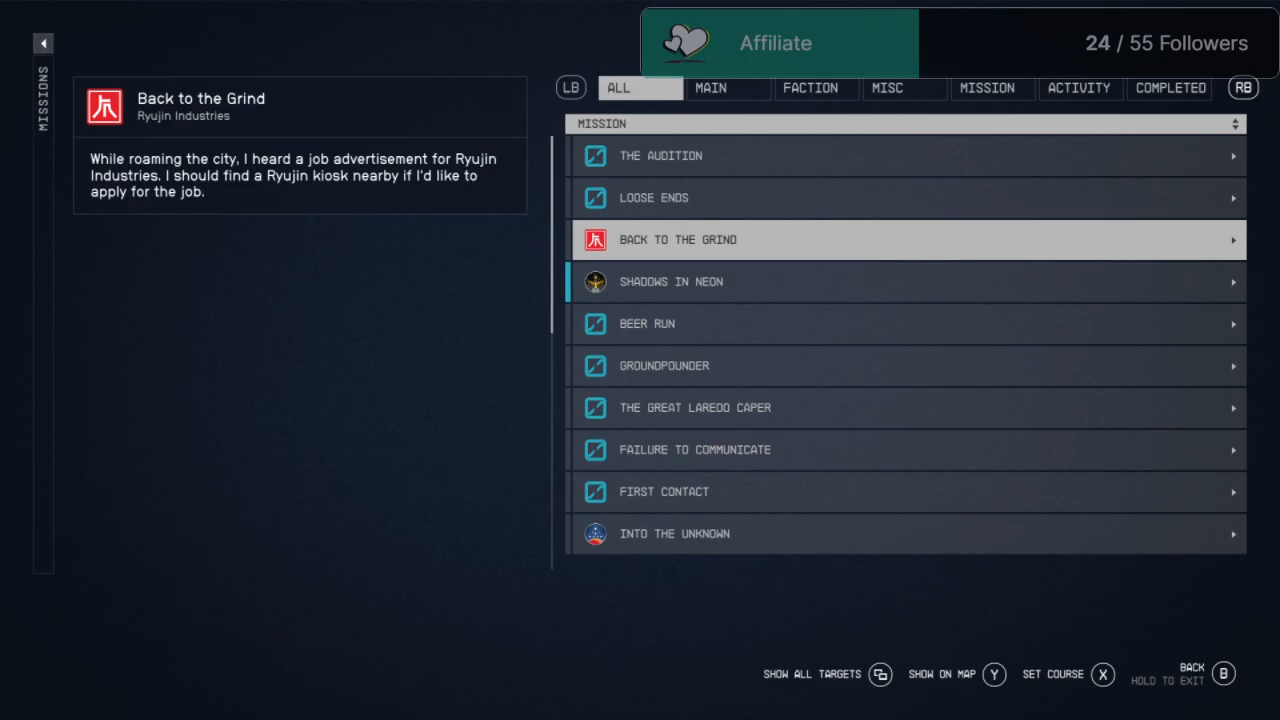 Affiliate
24 / 55 Followers
MISSIONS
Back to the Grind
Ryujin Industries
While roaming the city, I heard a job advertisement for Ryujin
Industries. I should find a Ryujin kiosk nearby if I'd like to
apply for the job.
LB ALL MAIN FACTION MISC MISSION ACTIVITY COMPLETED RB
MISSION
THE AUDITION
LOOSE ENDS
BACK TO THE GRIND
SHADOWS IN NEON
BEER RUN
GROUNDPOUNDER
THE GREAT LAREDO CAPER
FAILURE TO COMMUNICATE
FIRST CONTACT
INTO THE UNKNOWN
SHOW ALL TARGETS SHOW ON MAP Y SET COURSE X BACK B
HOLD TO EXIT